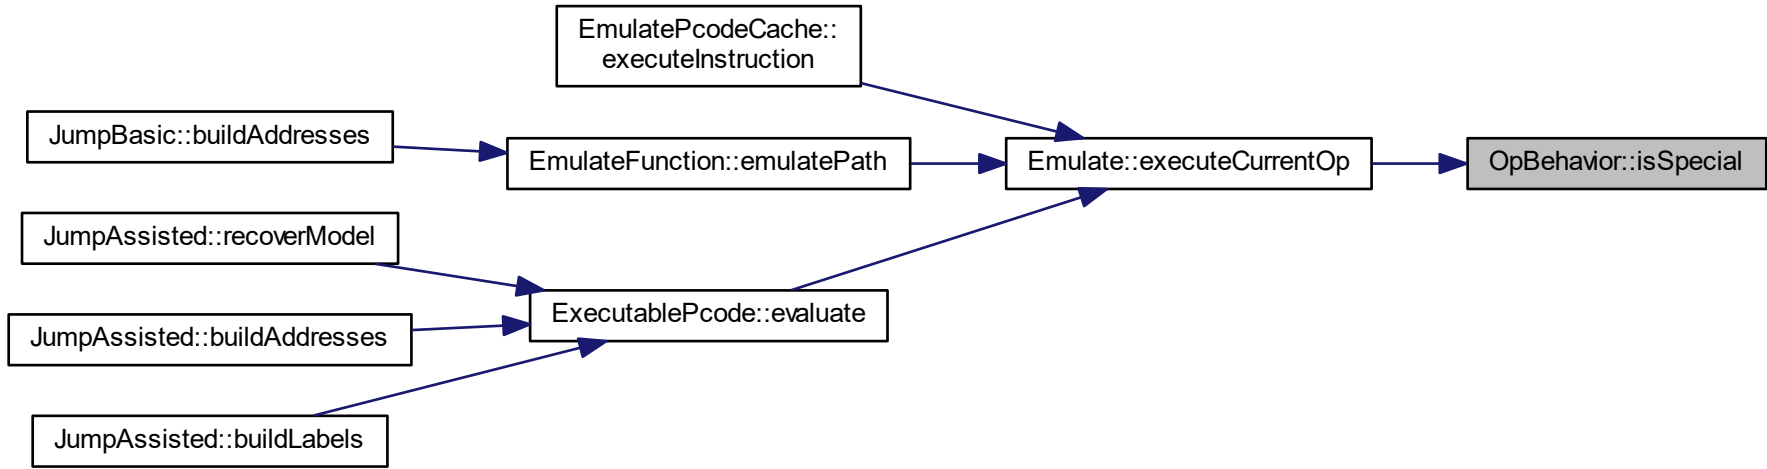 EmulatePcodeCache::
executeInstruction
JumpBasic::buildAddresses
EmulateFunction::emulatePath
Emulate::executeCurrentOp
OpBehavior::isSpecial
JumpAssisted::recoverModel
ExecutablePcode::evaluate
JumpAssisted::buildAddresses
JumpAssisted::buildLabels